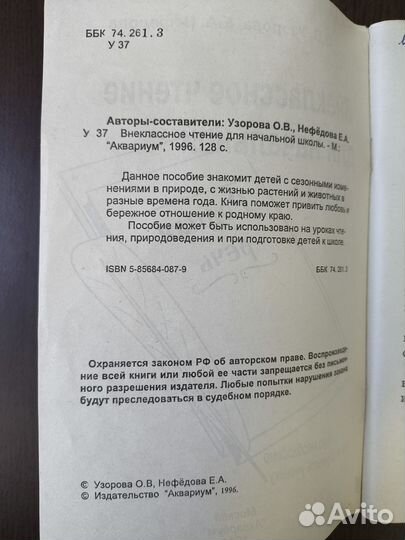 ББК 74.261.3
У 37
Авторы-составители: Узорова О.В., Нефёдова Е.А.
У 37 Внеклассное чтение для начальной школы. - М.:
"Аквариум", 1996. 128 с.
Данное пособие знакомит детей с сезонными изме-
нениями в природе, с жизнью растений и животных в
разные времена года. Книга поможет привить любовь и
бережное отношение к родному краю.
Пособие может быть использовано на уроках чте-
ния, природоведения и при подготовке детей к школе.
ISBN 5-85684-087-9 ББК 74.261.3
Охраняется законом РФ об авторском праве. Воспроизведе-
ние всей книги или любой ее части запрещается без письмен-
ного разрешения издателя. Любые попытки нарушения закона
будут преследоваться в судебном порядке.
© Узорова О.В, Нефёдова Е.А.
© Издательство "Аквариум", 1996.
Avito